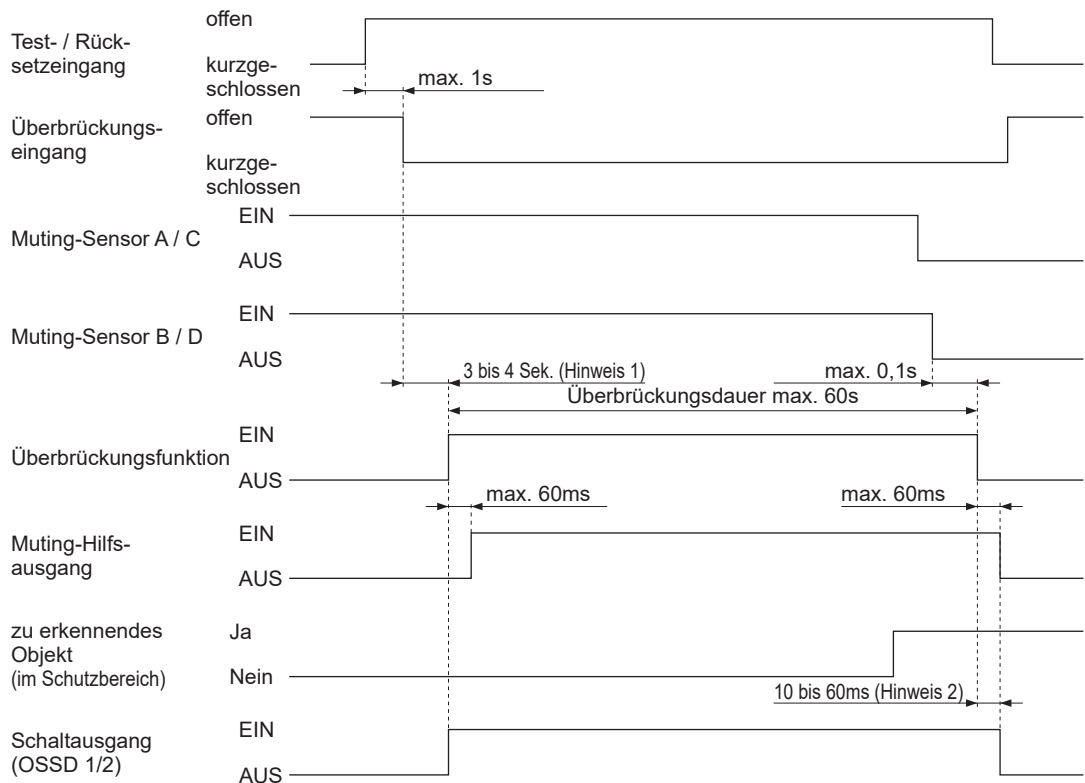 offen
Test- / Rück-
setzeingang
kurzge-
schlossen
max. 1s
offen
Überbrückungs-
eingang
kurzge-
schlossen
EIN
Muting-Sensor A / C
AUS
EIN
Muting-Sensor B / D
AUS
3 bis 4 Sek. (Hinweis 1)
max. 0,1s
Überbrückungsdauer max. 60s
EIN
Überbrückungsfunktion
AUS
max. 60ms
max. 60ms
EIN
Muting-Hilfs-
ausgang
AUS
zu erkennendes
Objekt
(im Schutzbereich)
Ja
Nein
10 bis 60ms (Hinweis 2)
EIN
Schaltausgang
(OSSD 1/2)
AUS